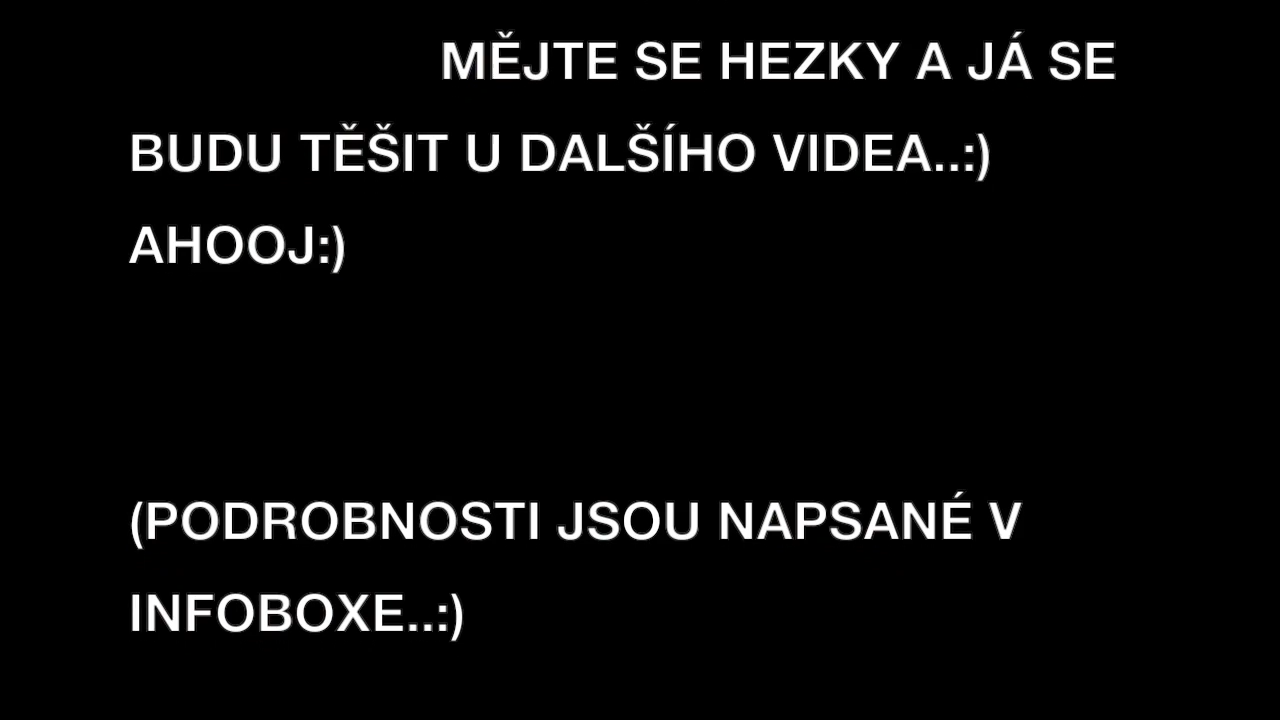 MĚJTE SE HEZKY A JÁ SE
BUDU TĚŠIT U DALŠÍHO VIDEA..:)
AHOOJ:)
(PODROBNOSTI JSOU NAPSANÉ V
INFOBOXE..:)